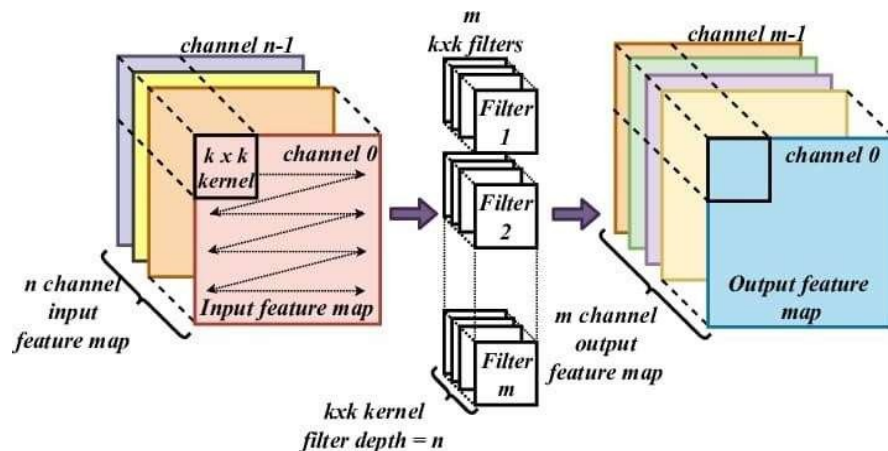 channel n-1
channel 0
k x k
kernel
Input feature map
n channel
input
feature map
m
kxk filters
Filter
1
Filter
2
Filter
m
kxk kernel
filter depth = n
channel m-1
channel 0
Output feature
map
m channel
output
feature map